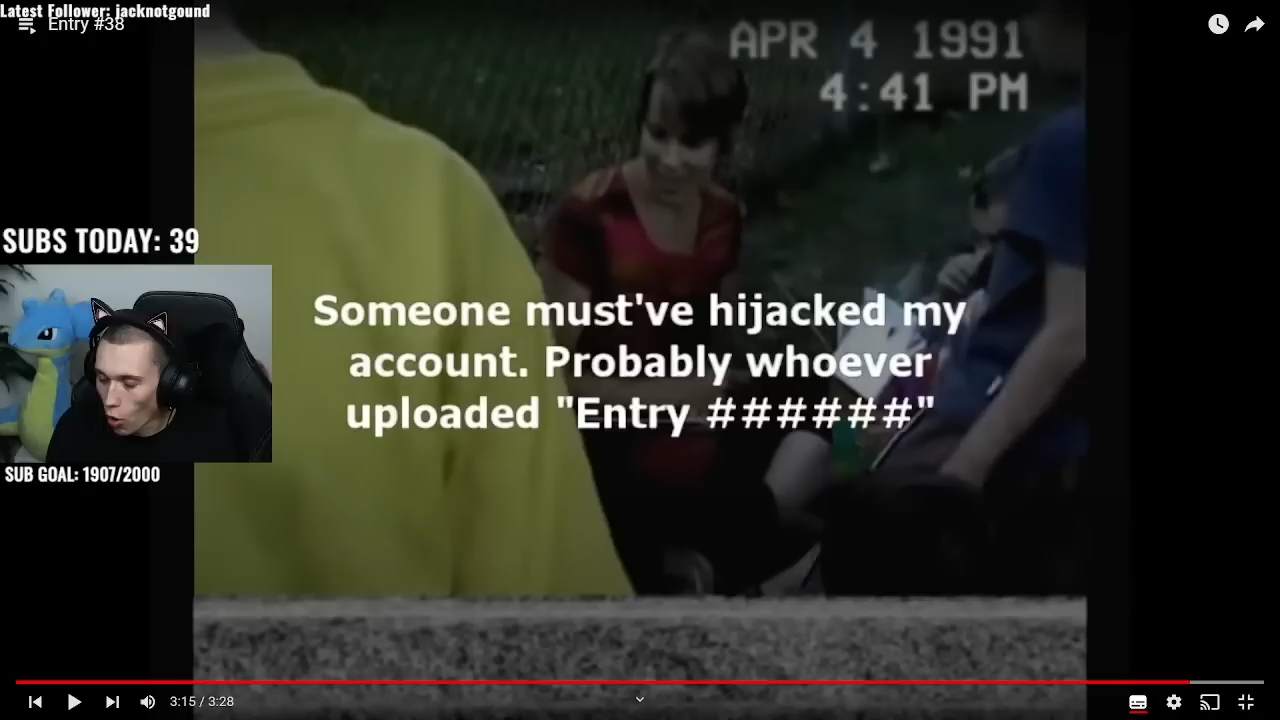 Latest Follower: jacknotgound
Entry #38
APR 4 1991
4:41 PM
SUBS TODAY: 39
Someone must've hijacked my
account. Probably whoever
uploaded "Entry ######"
SUB GOAL: 1907/2000
3:15 / 3:28